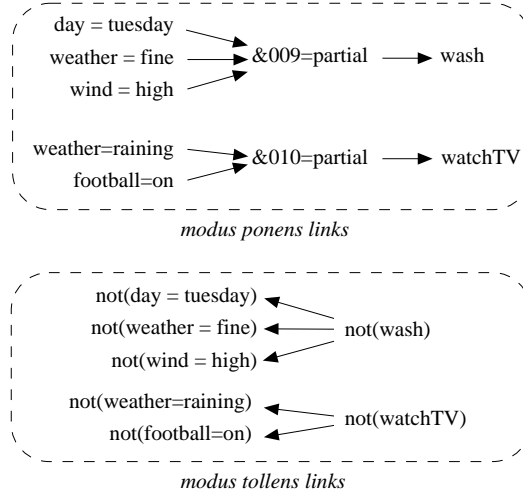 day = tuesday
weather = fine
wind = high
&009=partial
wash
weather=raining
football=on
&010=partial
watchTV
modus ponens links
not(day = tuesday)
not(weather = fine)
not(wind = high)
not(wash)
not(weather=raining)
not(football=on)
not(watchTV)
modus tollens links